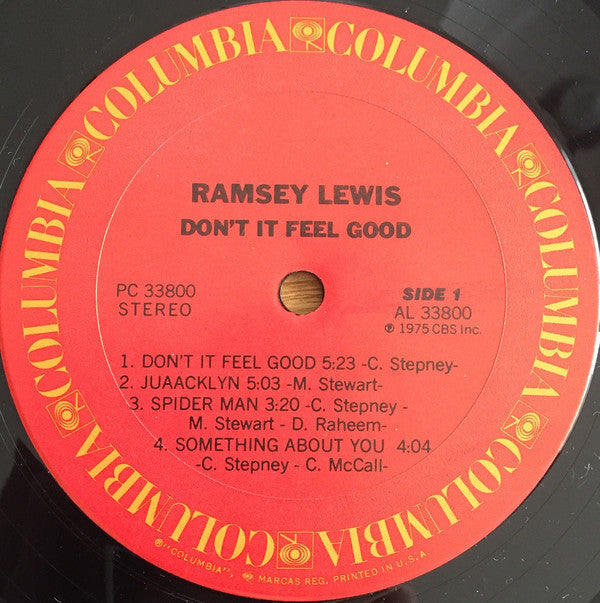 COLUMBIA COLUMBIA COLUMBIA COLUMBIA COLUMBIA COLUMBIA
RAMSEY LEWIS
DON'T IT FEEL GOOD
PC 33800
STEREO
SIDE 1
AL 33800
℗ 1975 CBS Inc.
1. DON'T IT FEEL GOOD 5:23 -C. Stepney-
2. JUAACKLYN 5:03 -M. Stewart-
3. SPIDER MAN 3:20 -C. Stepney -
M. Stewart - D. Raheem-
4. SOMETHING ABOUT YOU 4:04
-C. Stepney - C. McCall-
®"COLUMBIA", MARCAS REG. PRINTED IN U.S.A.